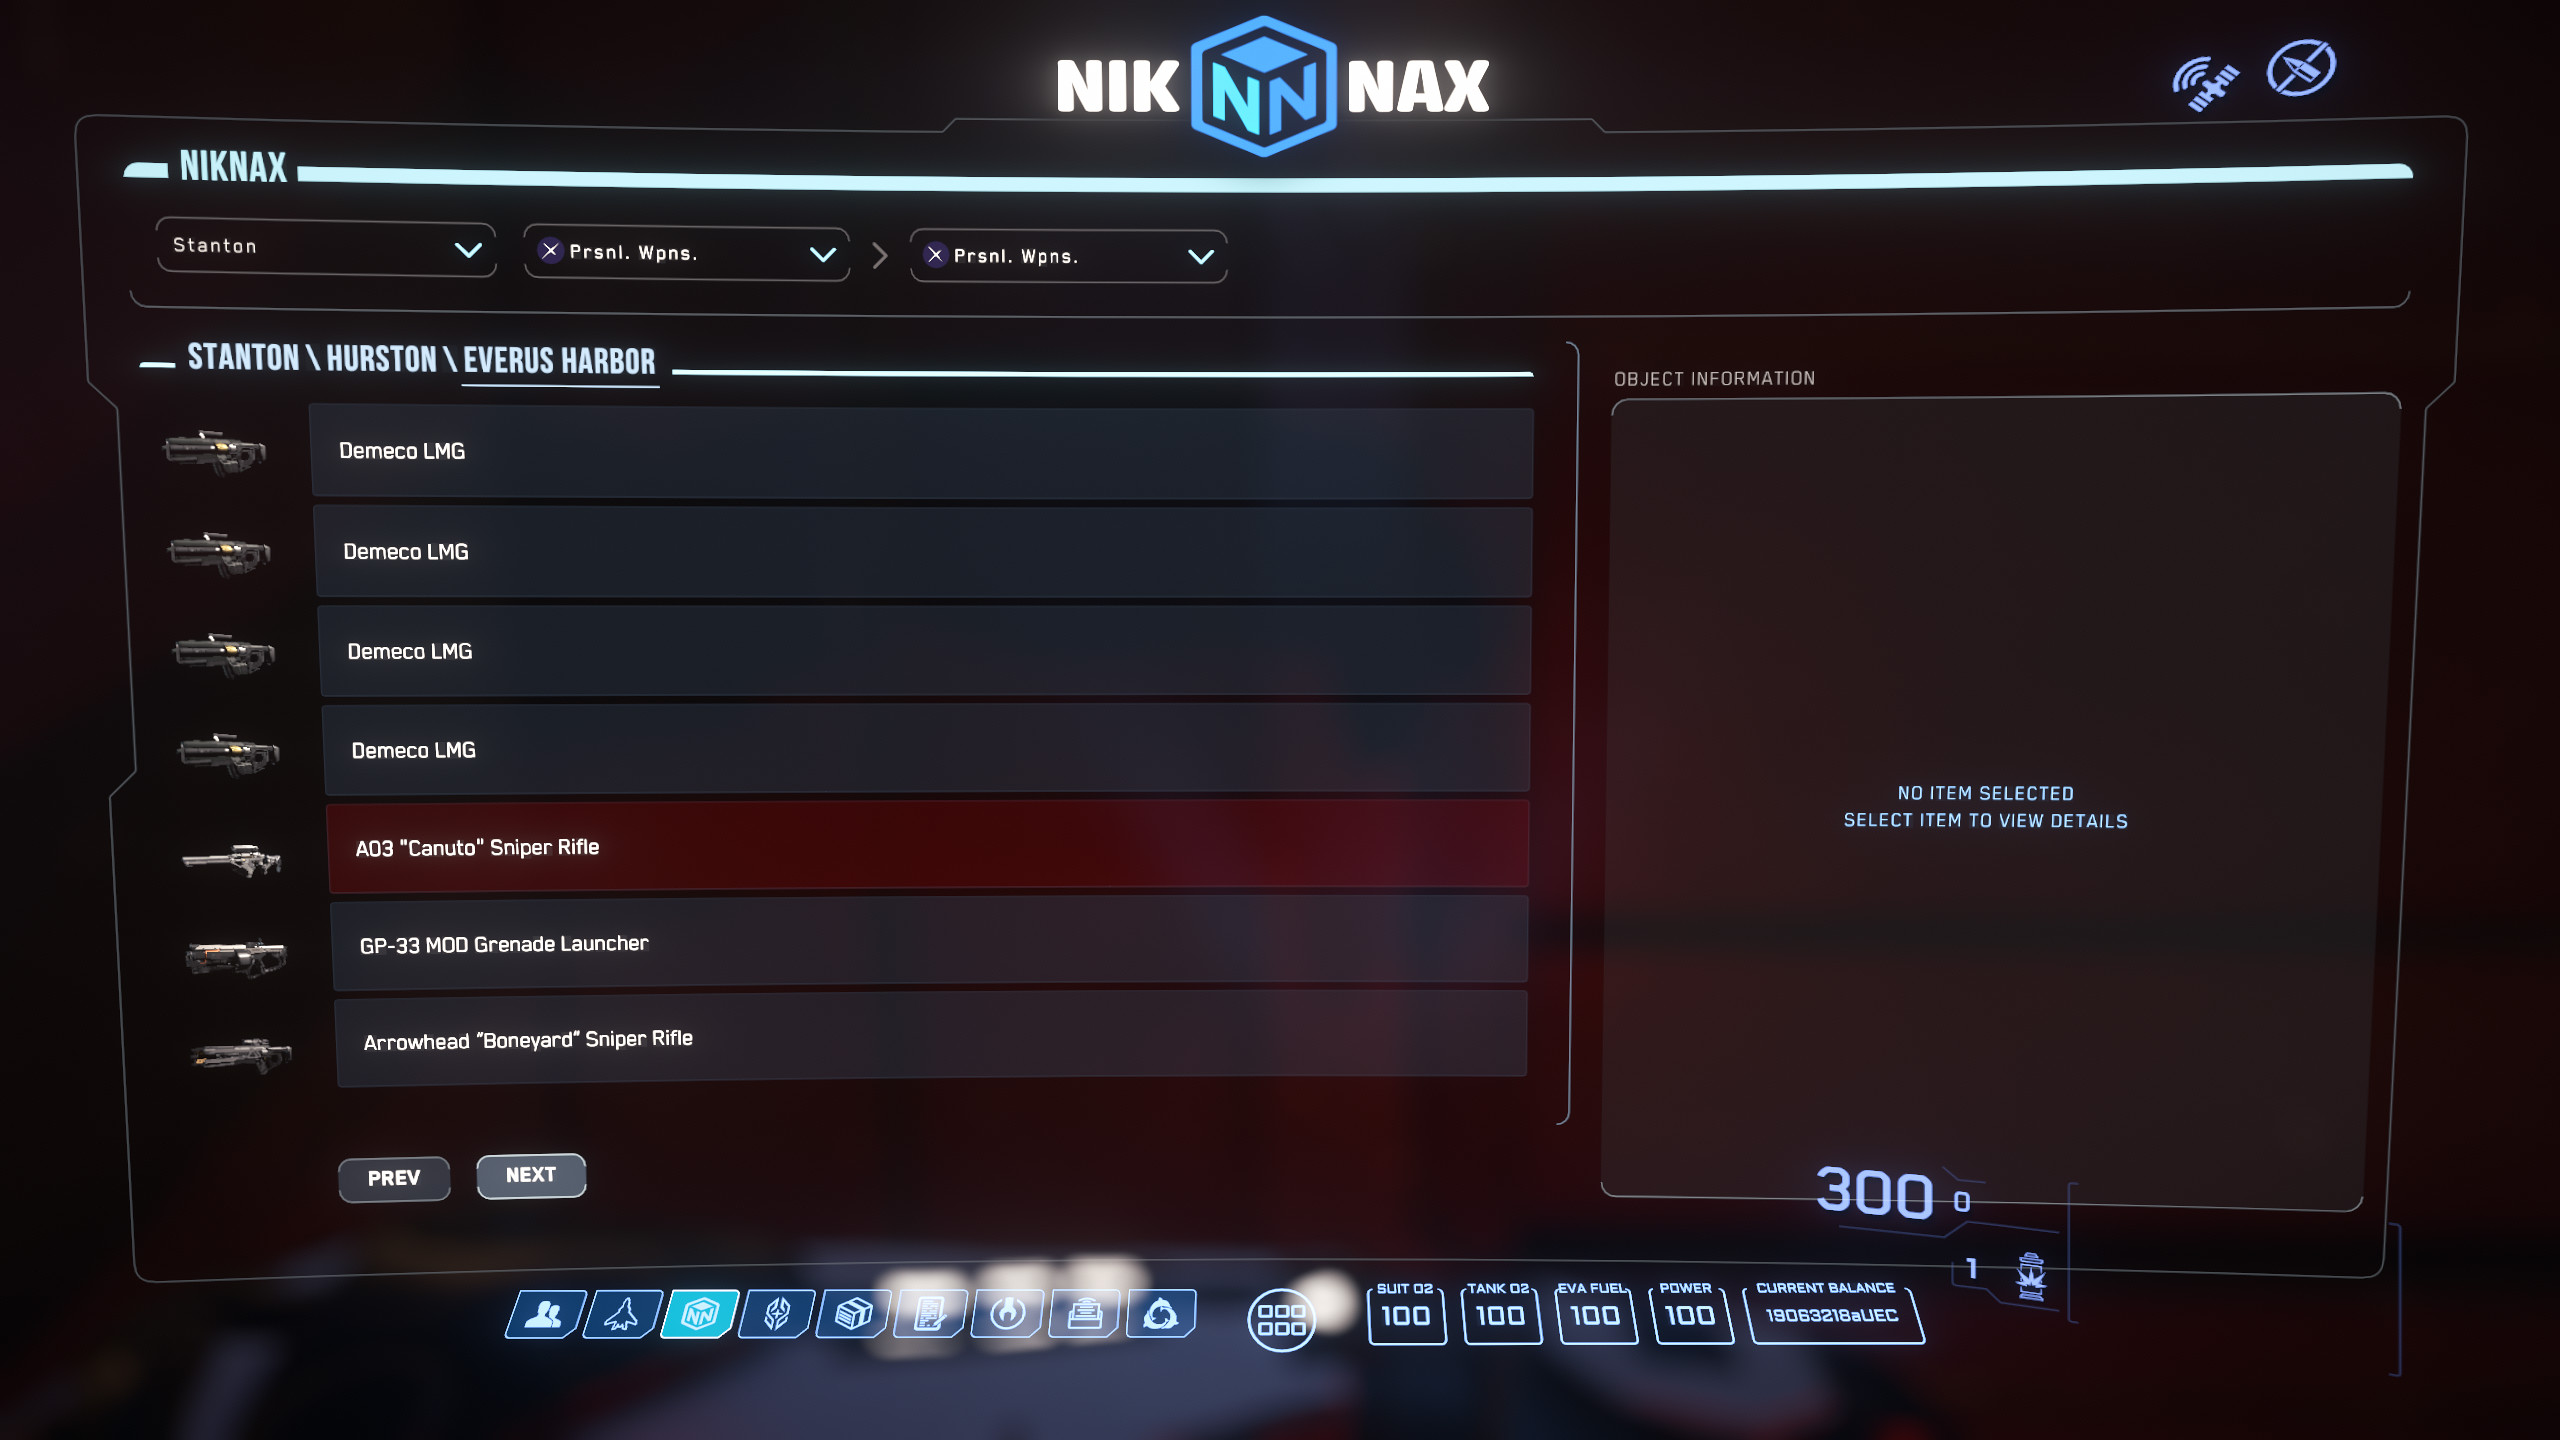 NIK NN NAX
NIKNAX
Stanton
Prsnl. Wpns.
Prsnl. Wpns.
STANTON \ HURSTON \ EVERUS HARBOR
OBJECT INFORMATION
Demeco LMG
Demeco LMG
Demeco LMG
Demeco LMG
A03 "Canuto" Sniper Rifle
GP-33 MOD Grenade Launcher
Arrowhead "Boneyard" Sniper Rifle
NO ITEM SELECTED
SELECT ITEM TO VIEW DETAILS
PREV
NEXT
300 0
1
NN
SUIT O2
100
TANK O2
100
EVA FUEL
100
POWER
100
CURRENT BALANCE
19063218aUEC